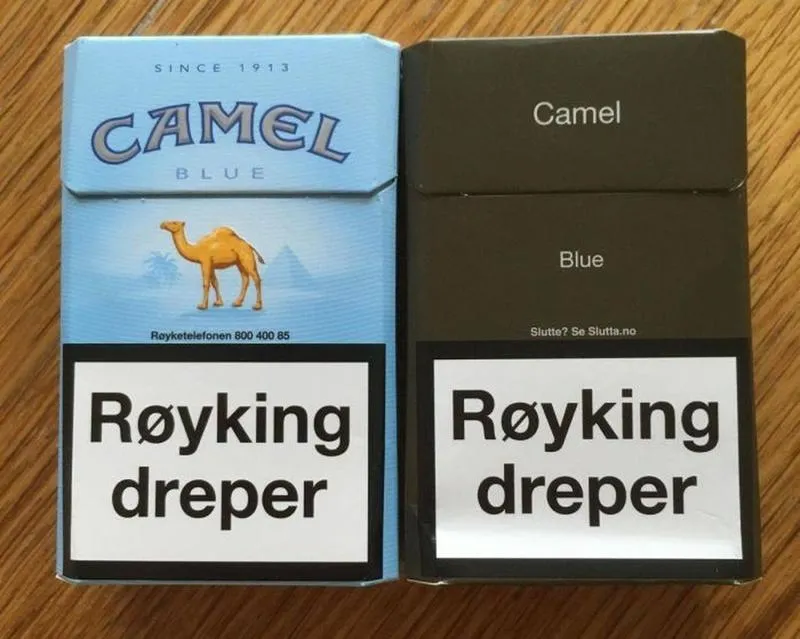 SINCE 1913
CAMEL
BLUE
Røyketelefonen 800 400 85
Røyking
dreper
Camel
Blue
Slutte? Se Slutta.no
Røyking
dreper